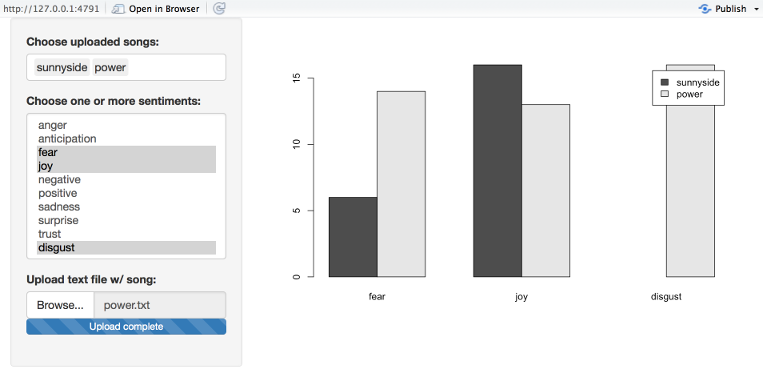 http://127.0.0.1:4791 Open in Browser Publish
Choose uploaded songs:
sunnyside power
Choose one or more sentiments:
anger
anticipation
fear
joy
negative
positive
sadness
surprise
trust
disgust
Upload text file w/ song:
Browse... power.txt
Upload complete
15
10
5
0
fear joy disgust
sunnyside
power